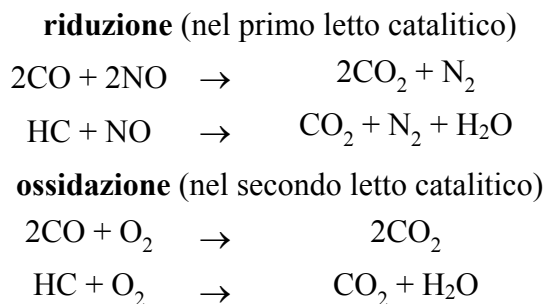 riduzione (nel primo letto catalitico)
2CO + 2NO → 2CO₂ + N₂
HC + NO → CO₂ + N₂ + H₂O
ossidazione (nel secondo letto catalitico)
2CO + O₂ → 2CO₂
HC + O₂ → CO₂ + H₂O